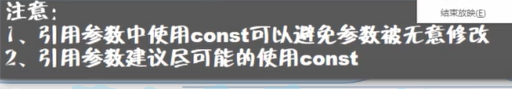 注意：
结束放映(E)
1、引用参数中使用const可以避免参数被无意修改
2、引用参数建议尽可能的使用const